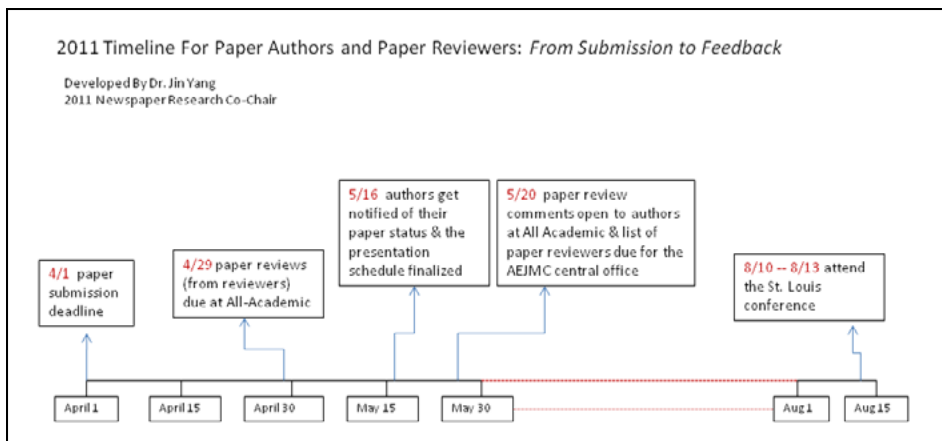 2011 Timeline For Paper Authors and Paper Reviewers: From Submission to Feedback
Developed By Dr. Jin Yang
2011 Newspaper Research Co-Chair
4/1 paper
submission
deadline
4/29 paper reviews
(from reviewers)
due at All-Academic
5/16 authors get
notified of their
paper status & the
presentation
schedule finalized
5/20 paper review
comments open to authors
at All Academic & list of
paper reviewers due for the
AEJMC central office
8/10 -- 8/13 attend
the St. Louis
conference
April 1
April 15
April 30
May 15
May 30
Aug 1
Aug 15